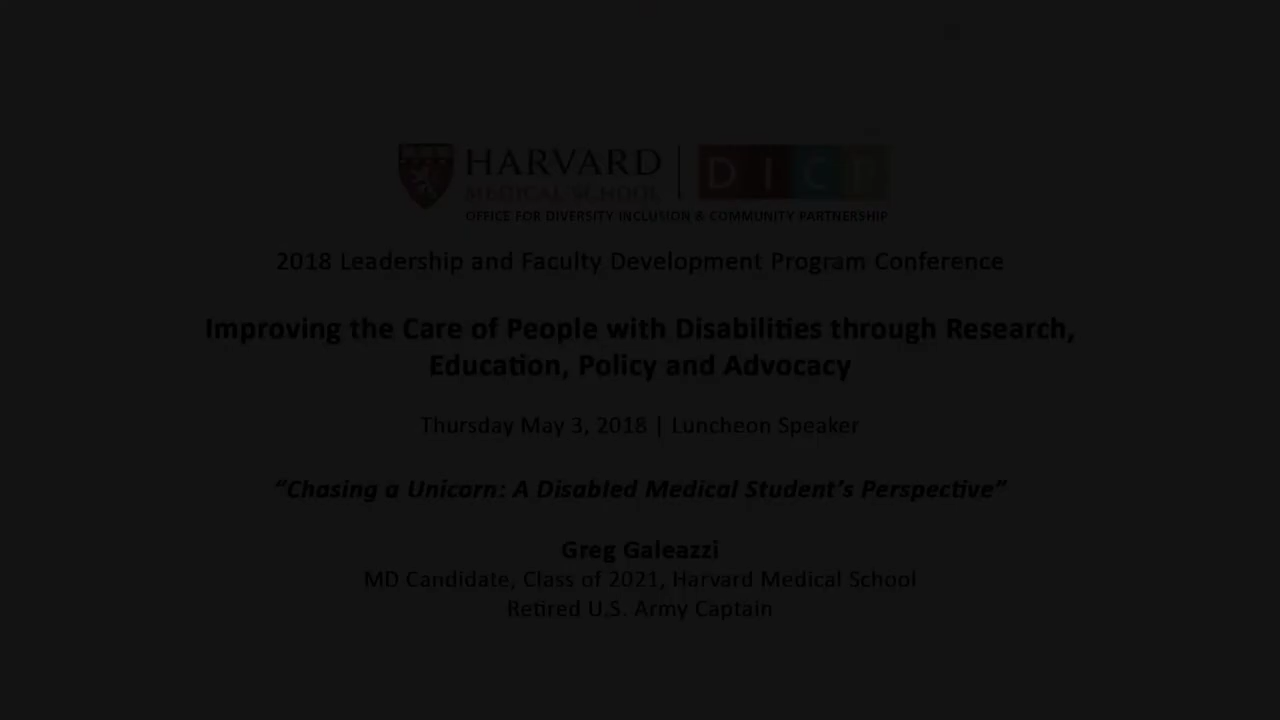 HARVARD
MEDICAL SCHOOL
DICP
OFFICE FOR DIVERSITY INCLUSION & COMMUNITY PARTNERSHIP
2018 Leadership and Faculty Development Program Conference
Improving the Care of People with Disabilities through Research,
Education, Policy and Advocacy
Thursday May 3, 2018 | Luncheon Speaker
“Chasing a Unicorn: A Disabled Medical Student’s Perspective”
Greg Galeazzi
MD Candidate, Class of 2021, Harvard Medical School
Retired U.S. Army Captain